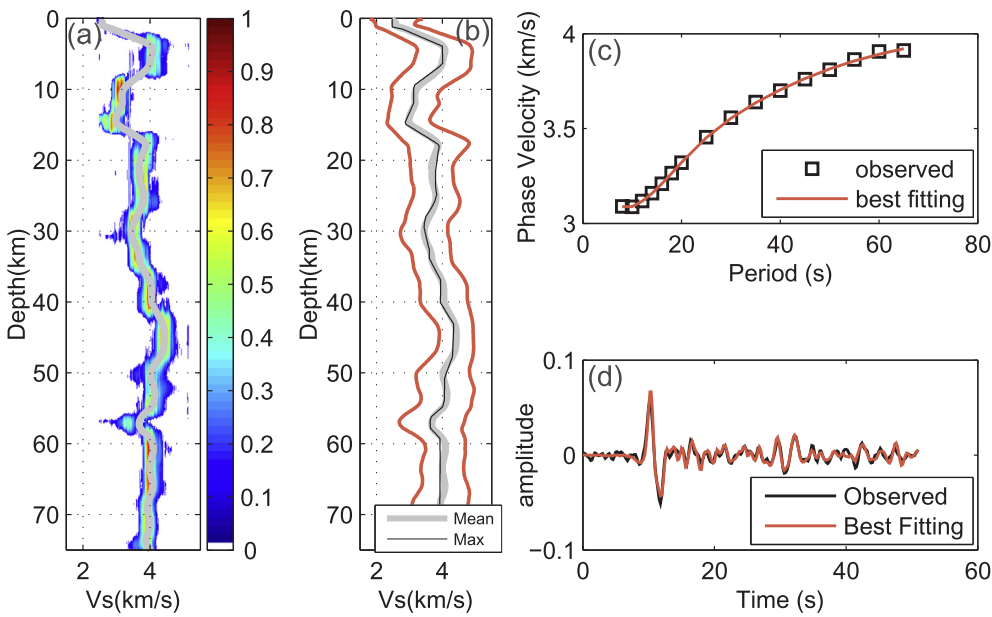 (a)
0
10
20
30
40
50
60
70
Depth(km)
2
4
Vs(km/s)
1
0.9
0.8
0.7
0.6
0.5
0.4
0.3
0.2
0.1
0
(b)
0
10
20
30
40
50
60
70
Depth(km)
Mean
Max
2
4
Vs(km/s)
(c)
4
3.5
3
Phase Velocity (km/s)
observed
best fitting
0
20
40
60
80
Period (s)
(d)
0.1
0
−0.1
amplitude
Observed
Best Fitting
0
20
40
60
Time (s)